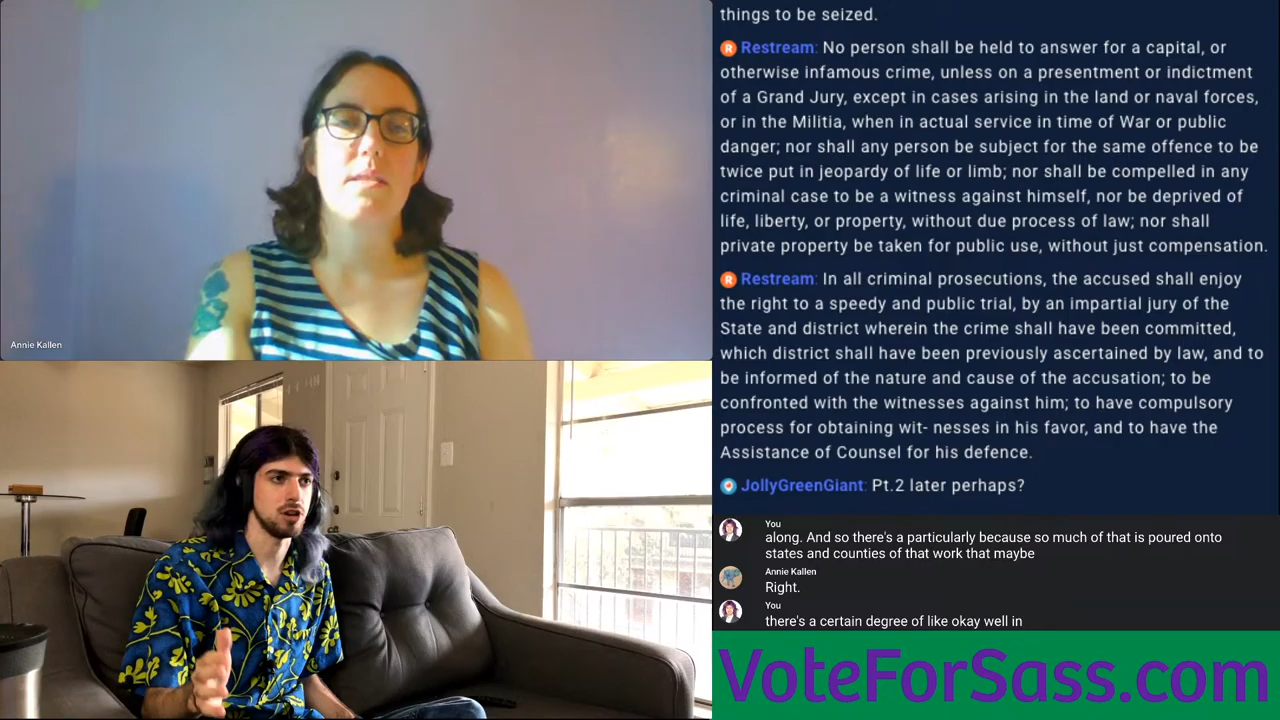 Annie Kallen
things to be seized.
Restream: No person shall be held to answer for a capital, or
otherwise infamous crime, unless on a presentment or indictment
of a Grand Jury, except in cases arising in the land or naval forces,
or in the Militia, when in actual service in time of War or public
danger; nor shall any person be subject for the same offence to be
twice put in jeopardy of life or limb; nor shall be compelled in any
criminal case to be a witness against himself, nor be deprived of
life, liberty, or property, without due process of law; nor shall
private property be taken for public use, without just compensation.
Restream: In all criminal prosecutions, the accused shall enjoy
the right to a speedy and public trial, by an impartial jury of the
State and district wherein the crime shall have been committed,
which district shall have been previously ascertained by law, and to
be informed of the nature and cause of the accusation; to be
confronted with the witnesses against him; to have compulsory
process for obtaining wit- nesses in his favor, and to have the
Assistance of Counsel for his defence.
JollyGreenGiant: Pt.2 later perhaps?
You
along. And so there's a particularly because so much of that is poured onto
states and counties of that work that maybe
Annie Kallen
Right.
You
there's a certain degree of like okay well in
VoteForSass.com